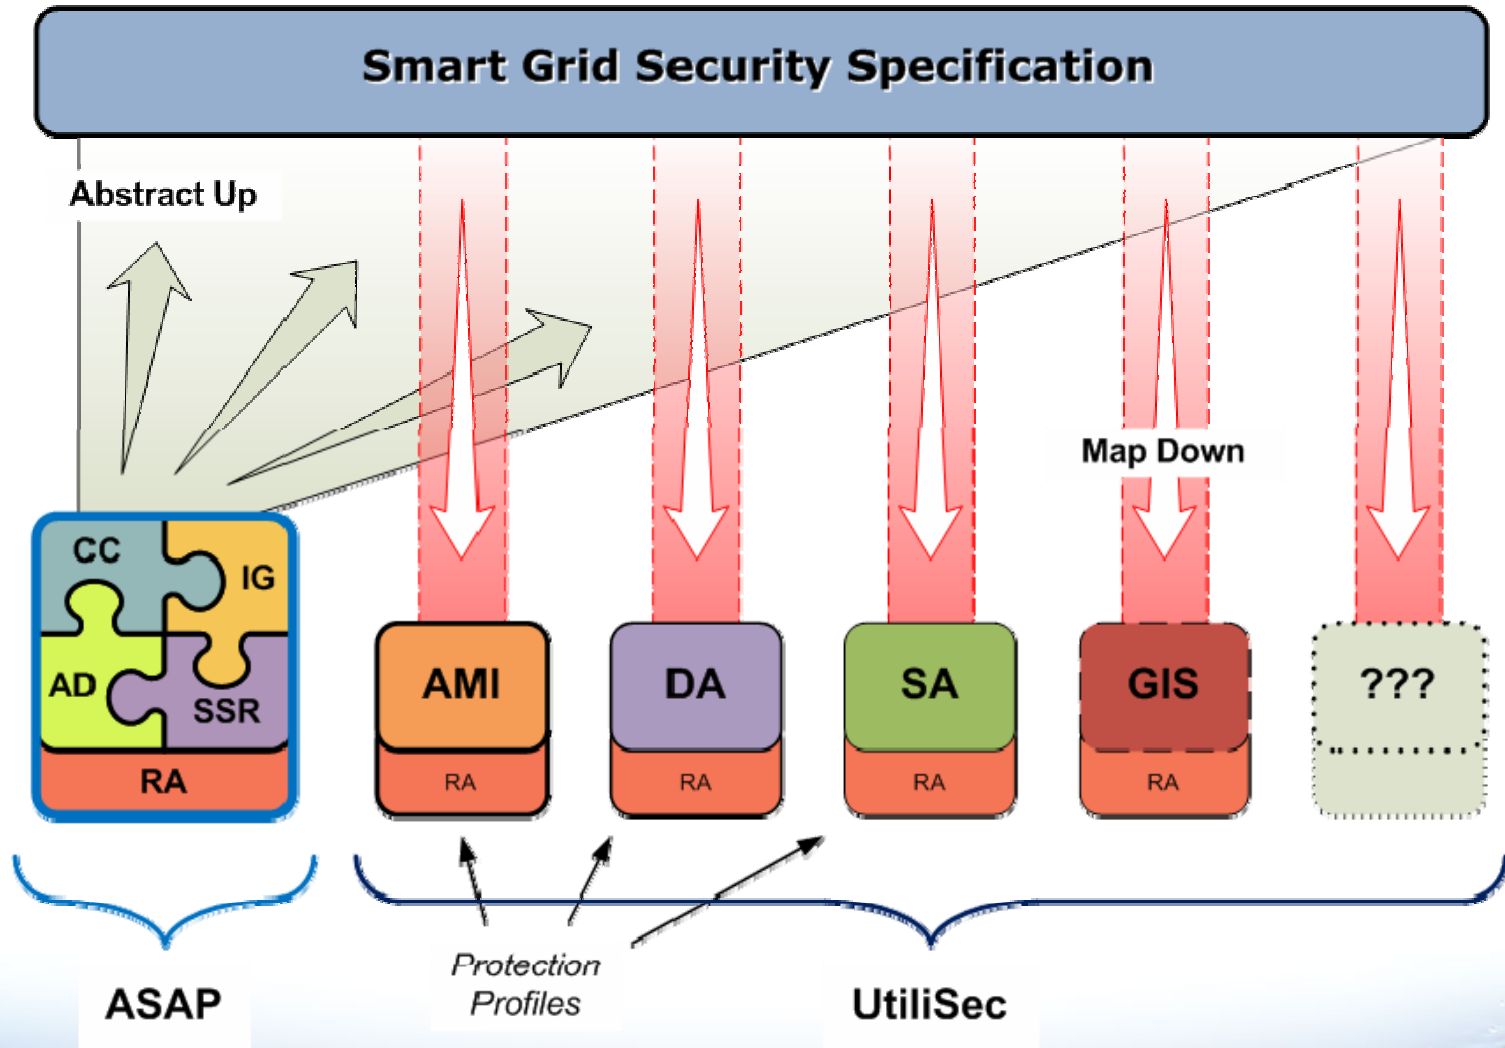 Smart Grid Security Specification
Abstract Up
Map Down
CC
IG
AD
SSR
RA
AMI
RA
DA
RA
SA
RA
GIS
RA
???
Protection
Profiles
ASAP
UtiliSec